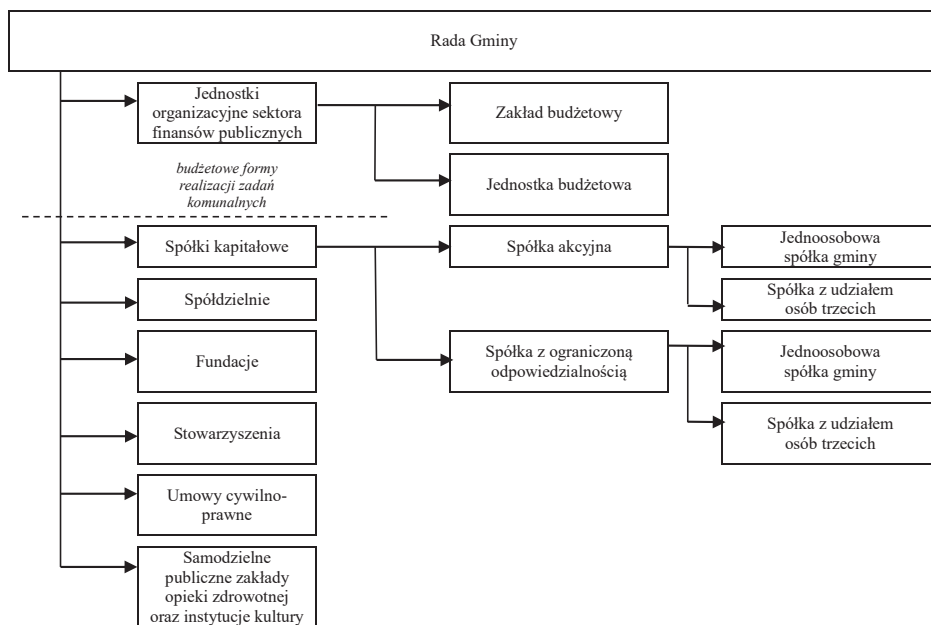 Rada Gminy
Jednostki
organizacyjne sektora
finansów publicznych
Zakład budżetowy
budżetowe formy
realizacji zadań
komunalnych
Jednostka budżetowa
Spółki kapitałowe
Spółka akcyjna
Jednoosobowa
spółka gminy
Spółka z udziałem
osób trzecich
Spółdzielnie
Fundacje
Spółka z ograniczoną
odpowiedzialnością
Jednoosobowa
spółka gminy
Spółka z udziałem
osób trzecich
Stowarzyszenia
Umowy cywilno-
prawne
Samodzielne
publiczne zakłady
opieki zdrowotnej
oraz instytucje kultury